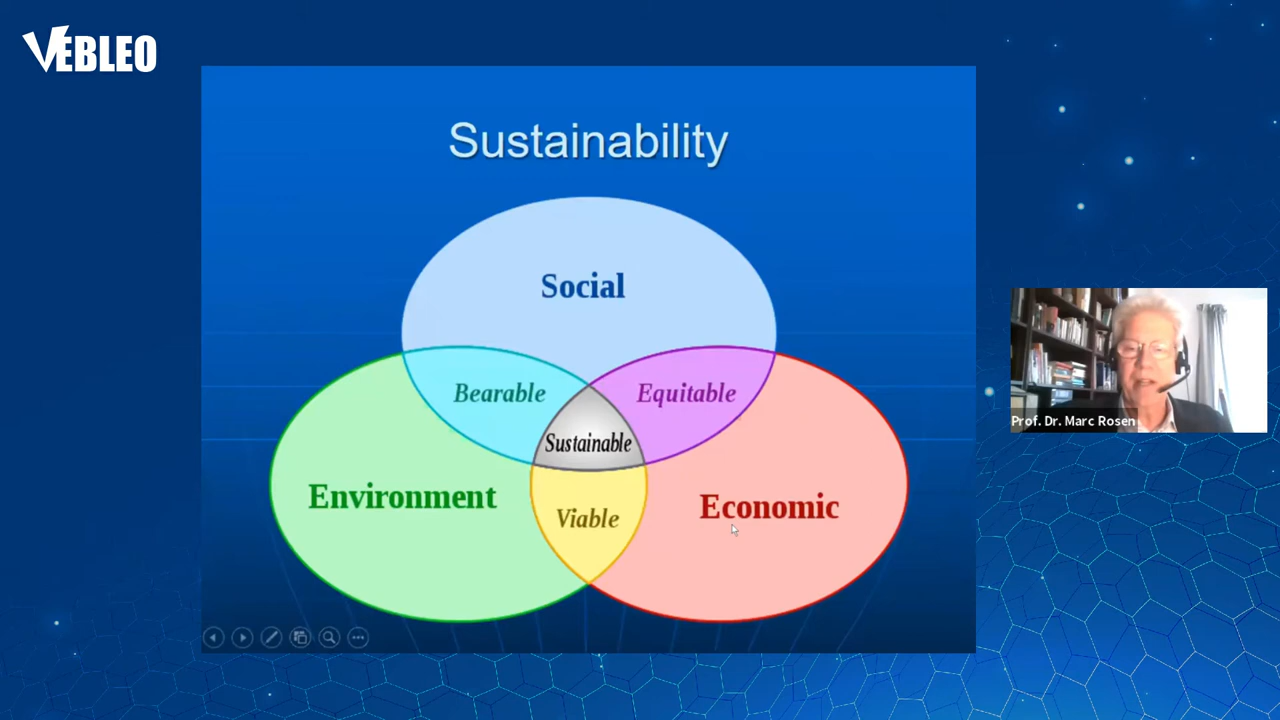 VEBLEO
Sustainability
Social
Bearable
Equitable
Sustainable
Environment
Economic
Viable
Prof. Dr. Marc Rosen